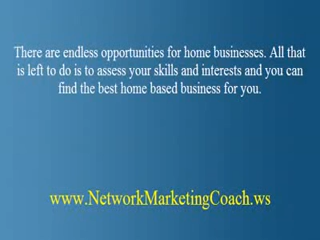 There are endless opportunities for home businesses. All that
is left to do is to assess your skills and interests and you can
find the best home based business for you.
www.NetworkMarketingCoach.ws